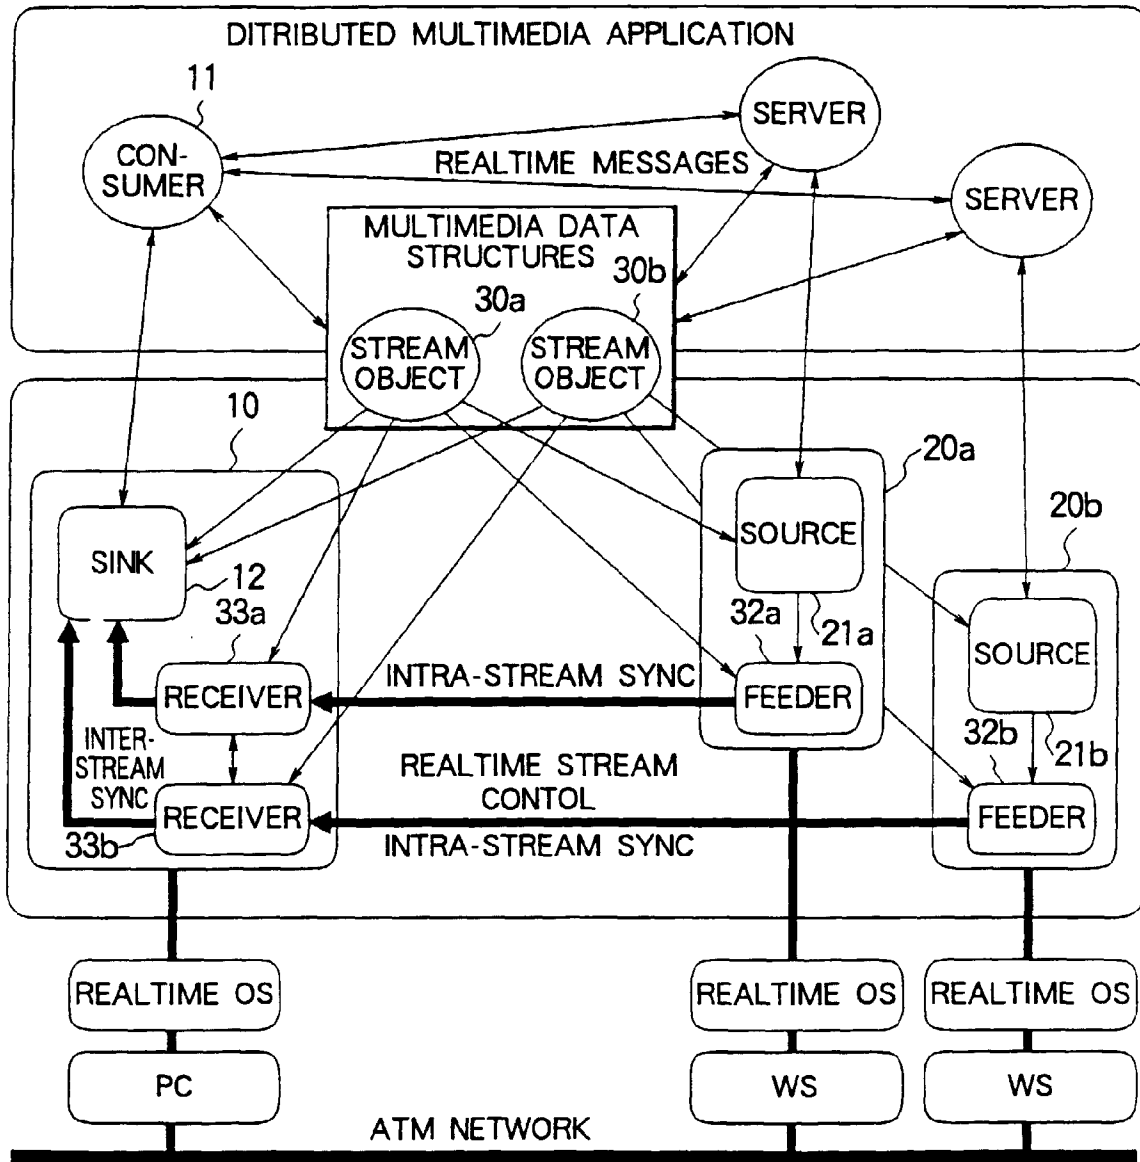 DITRIBUTED MULTIMEDIA APPLICATION
11
SERVER
CON-
SUMER
REALTIME MESSAGES
SERVER
MULTIMEDIA DATA
STRUCTURES
30a
30b
STREAM
OBJECT
STREAM
OBJECT
10
20a
20b
SINK
SOURCE
12
33a
32a
21a
SOURCE
RECEIVER
INTRA-STREAM SYNC
FEEDER
32b
21b
INTER-
STREAM
SYNC
REALTIME STREAM
CONTOL
RECEIVER
FEEDER
33b
INTRA-STREAM SYNC
REALTIME OS
REALTIME OS
REALTIME OS
PC
WS
WS
ATM NETWORK